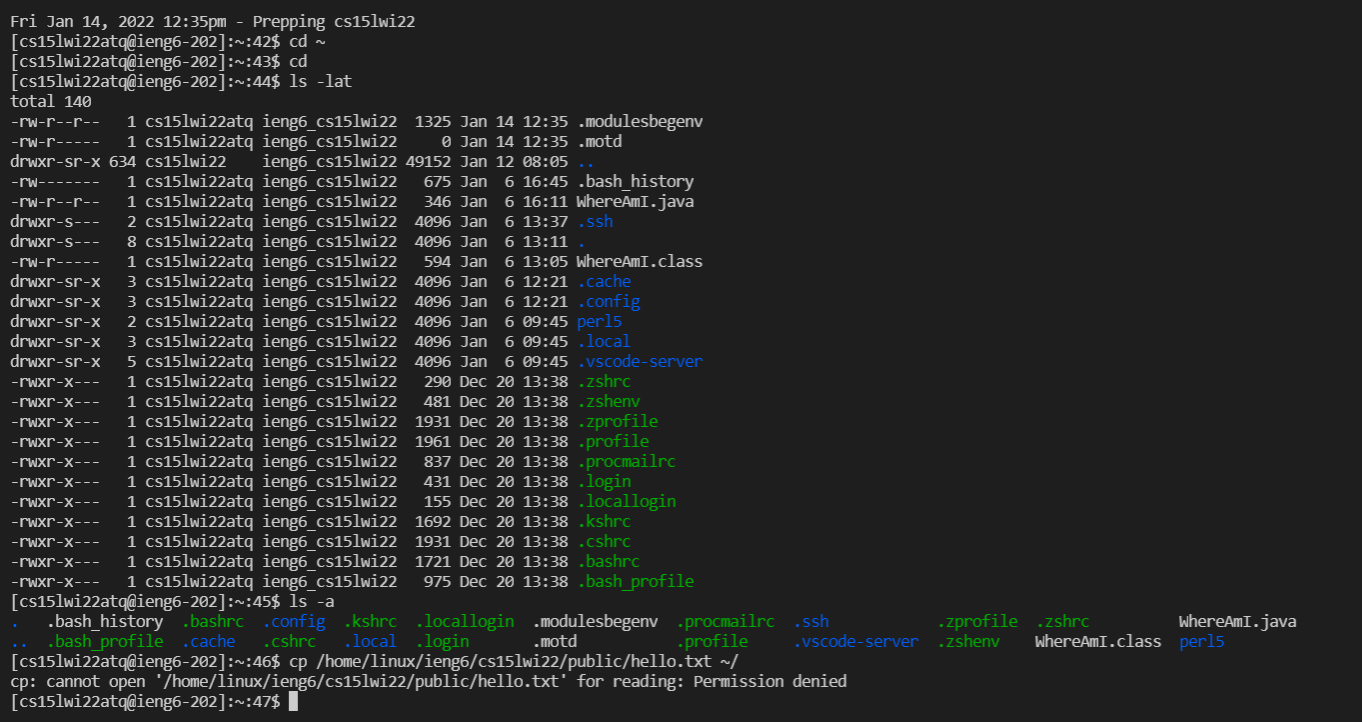 Fri Jan 14, 2022 12:35pm - Prepping cs15lwi22
[cs15lwi22atq@ieng6-202]:~:42$ cd ~
[cs15lwi22atq@ieng6-202]:~:43$ cd
[cs15lwi22atq@ieng6-202]:~:44$ ls -lat
total 140
-rw-r--r--   1 cs15lwi22atq ieng6_cs15lwi22  1325 Jan 14 12:35 .modulesbegenv
-rw-r-----   1 cs15lwi22atq ieng6_cs15lwi22     0 Jan 14 12:35 .motd
drwxr-sr-x 634 cs15lwi22    ieng6_cs15lwi22 49152 Jan 12 08:05 ..
-rw-------   1 cs15lwi22atq ieng6_cs15lwi22   675 Jan  6 16:45 .bash_history
-rw-r--r--   1 cs15lwi22atq ieng6_cs15lwi22   346 Jan  6 16:11 WhereAmI.java
drwxr-s---   2 cs15lwi22atq ieng6_cs15lwi22  4096 Jan  6 13:37 .ssh
drwxr-s---   8 cs15lwi22atq ieng6_cs15lwi22  4096 Jan  6 13:11 .
-rw-r-----   1 cs15lwi22atq ieng6_cs15lwi22   594 Jan  6 13:05 WhereAmI.class
drwxr-sr-x   3 cs15lwi22atq ieng6_cs15lwi22  4096 Jan  6 12:21 .cache
drwxr-sr-x   3 cs15lwi22atq ieng6_cs15lwi22  4096 Jan  6 12:21 .config
drwxr-sr-x   2 cs15lwi22atq ieng6_cs15lwi22  4096 Jan  6 09:45 perl5
drwxr-sr-x   3 cs15lwi22atq ieng6_cs15lwi22  4096 Jan  6 09:45 .local
drwxr-sr-x   5 cs15lwi22atq ieng6_cs15lwi22  4096 Jan  6 09:45 .vscode-server
-rwxr-x---   1 cs15lwi22atq ieng6_cs15lwi22   290 Dec 20 13:38 .zshrc
-rwxr-x---   1 cs15lwi22atq ieng6_cs15lwi22   481 Dec 20 13:38 .zshenv
-rwxr-x---   1 cs15lwi22atq ieng6_cs15lwi22  1931 Dec 20 13:38 .zprofile
-rwxr-x---   1 cs15lwi22atq ieng6_cs15lwi22  1961 Dec 20 13:38 .profile
-rwxr-x---   1 cs15lwi22atq ieng6_cs15lwi22   837 Dec 20 13:38 .procmailrc
-rwxr-x---   1 cs15lwi22atq ieng6_cs15lwi22   431 Dec 20 13:38 .login
-rwxr-x---   1 cs15lwi22atq ieng6_cs15lwi22   155 Dec 20 13:38 .locallogin
-rwxr-x---   1 cs15lwi22atq ieng6_cs15lwi22  1692 Dec 20 13:38 .kshrc
-rwxr-x---   1 cs15lwi22atq ieng6_cs15lwi22  1931 Dec 20 13:38 .cshrc
-rwxr-x---   1 cs15lwi22atq ieng6_cs15lwi22  1721 Dec 20 13:38 .bashrc
-rwxr-x---   1 cs15lwi22atq ieng6_cs15lwi22   975 Dec 20 13:38 .bash_profile
[cs15lwi22atq@ieng6-202]:~:45$ ls -a
.   .bash_history  .bashrc  .config  .kshrc  .locallogin  .modulesbegenv  .procmailrc  .ssh            .zprofile  .zshrc          WhereAmI.java
..  .bash_profile  .cache   .cshrc   .local  .login       .motd           .profile     .vscode-server  .zshenv    WhereAmI.class  perl5
[cs15lwi22atq@ieng6-202]:~:46$ cp /home/linux/ieng6/cs15lwi22/public/hello.txt ~/
cp: cannot open '/home/linux/ieng6/cs15lwi22/public/hello.txt' for reading: Permission denied
[cs15lwi22atq@ieng6-202]:~:47$